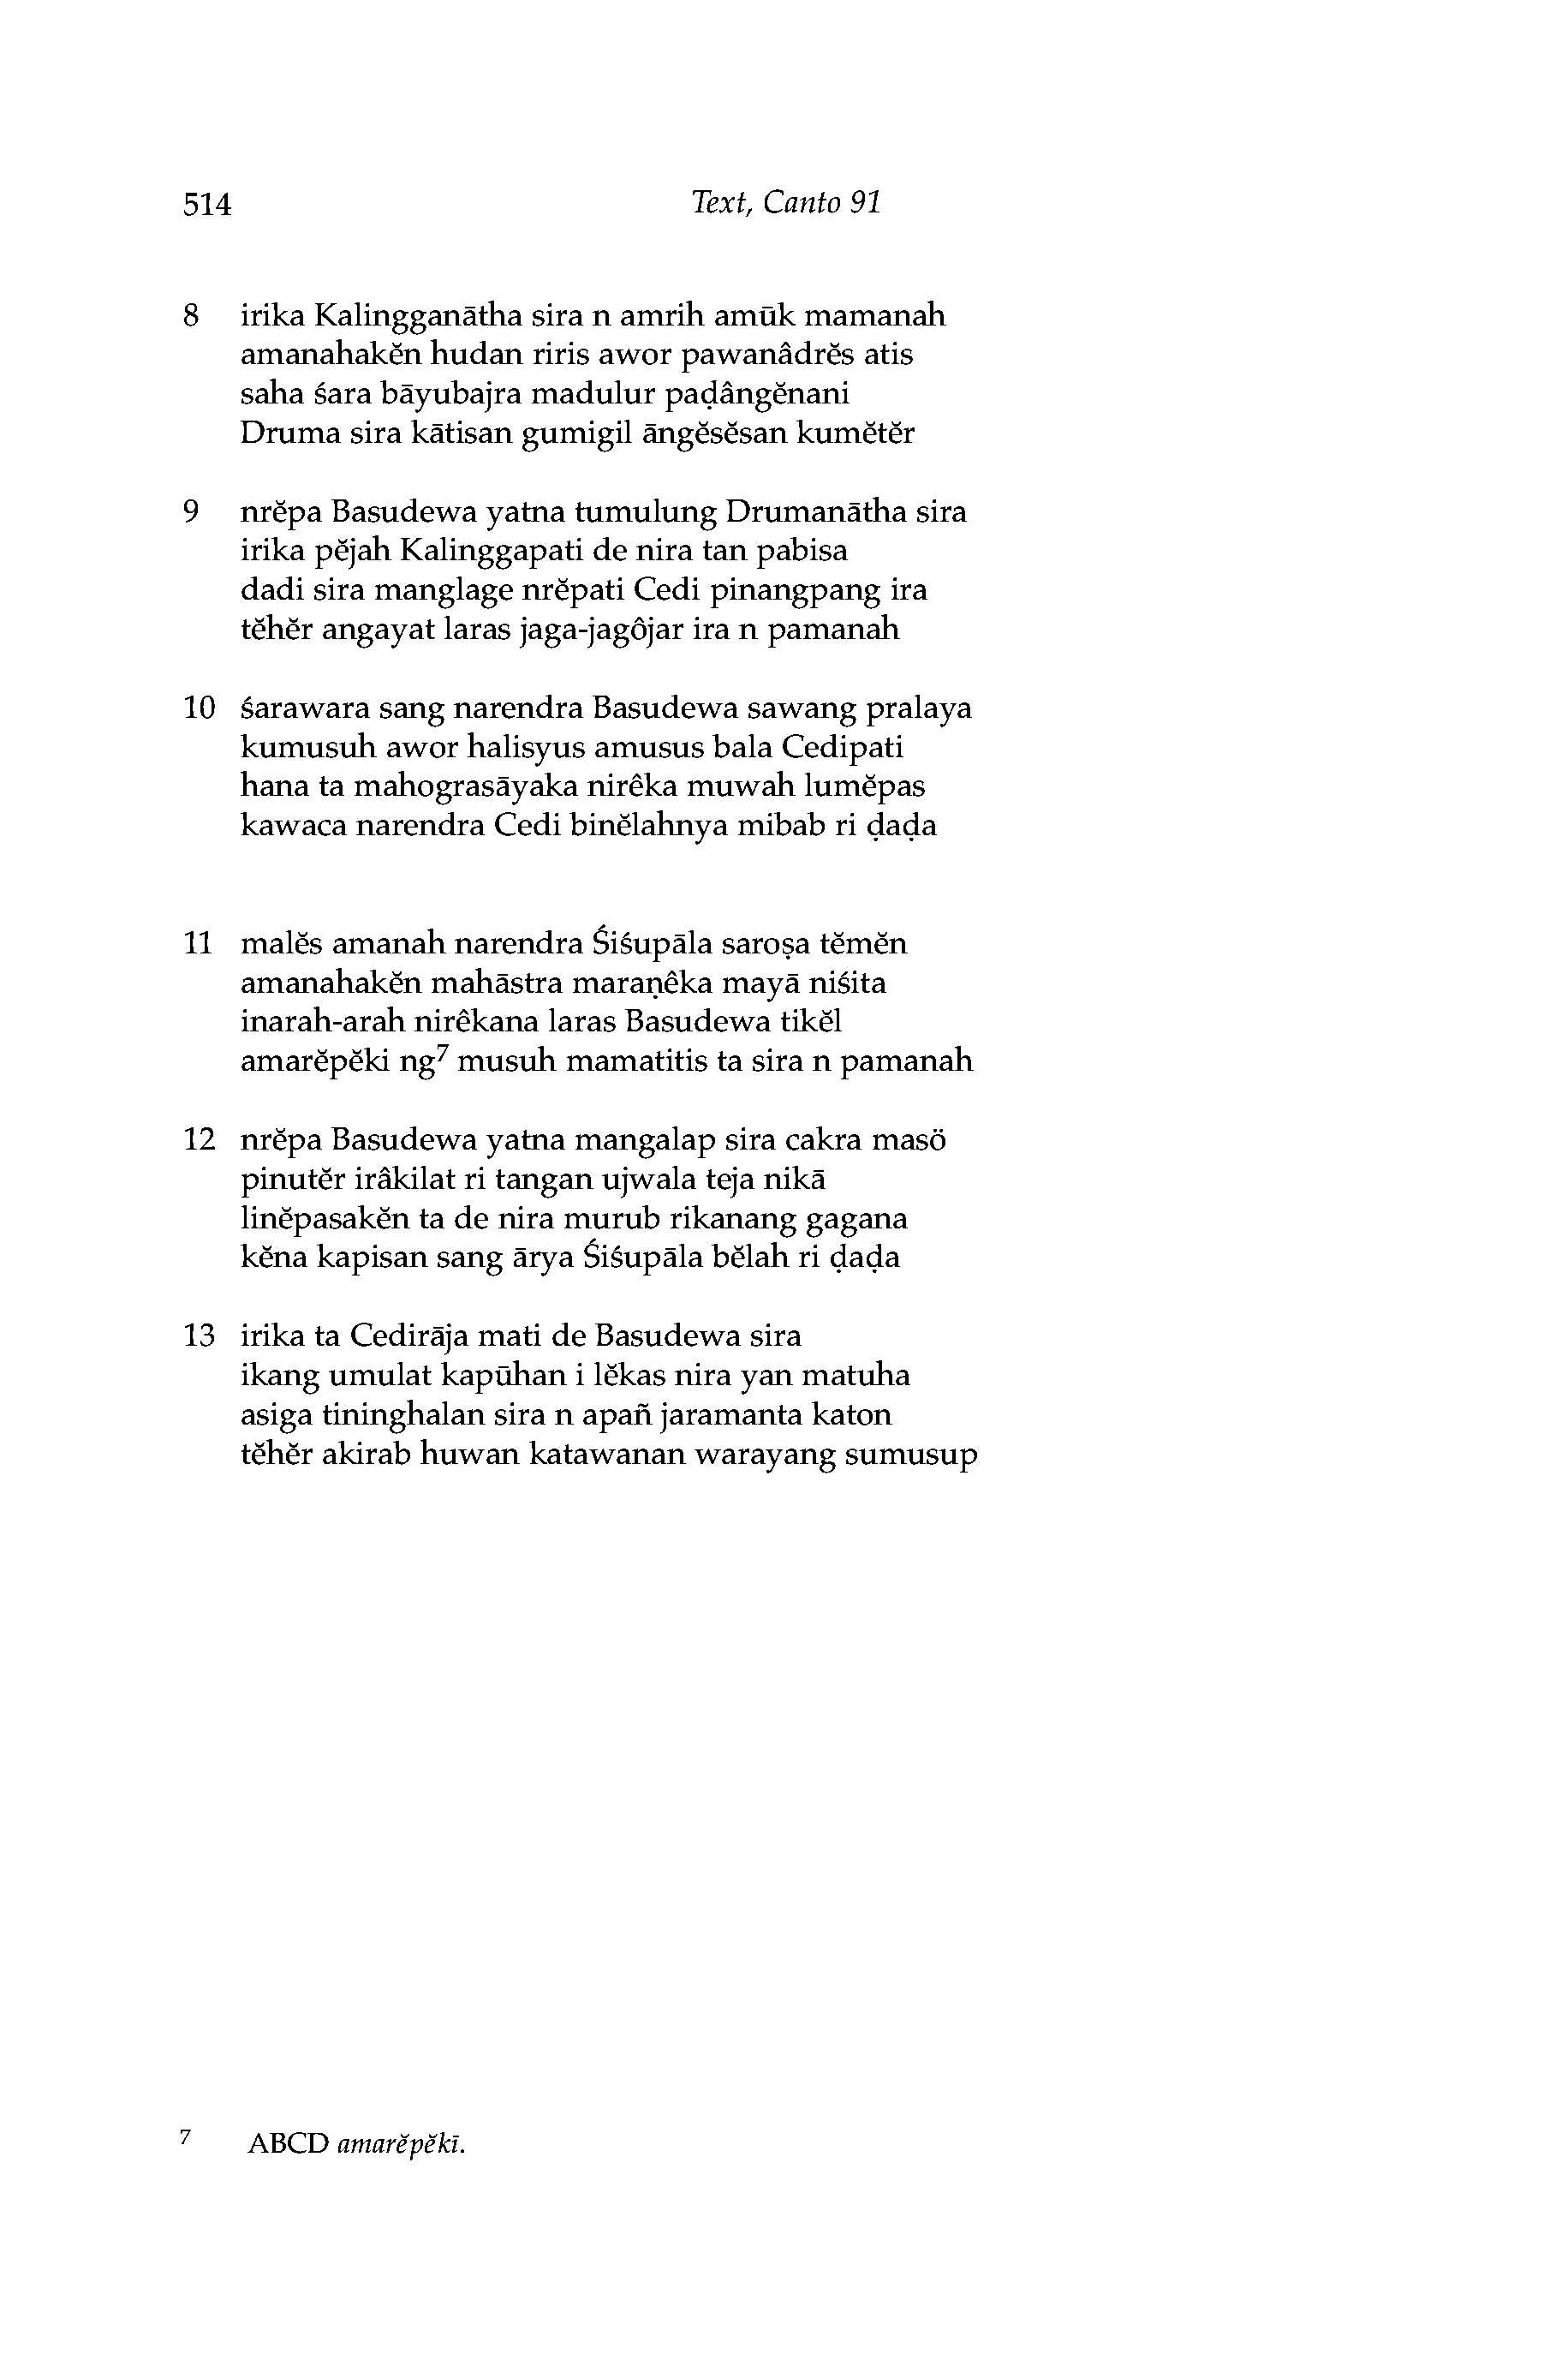 514 Text, Canto 91
8 irika Kalingganātha sira n amrih amūk mamanah
amanahakĕn hudan riris awor pawanâdrĕs atis
saha śara bāyubajra madulur paḍângĕnani
Druma sira kātisan gumigil āngĕsĕsan kumĕtĕr
9 nrĕpa Basudewa yatna tumulung Drumanātha sira
irika pĕjah Kalinggapati de nira tan pabisa
dadi sira manglage nrĕpati Cedi pinangpang ira
tĕhĕr angayat laras jaga-jagôjar ira n pamanah
10 śarawara sang narendra Basudewa sawang pralaya
kumusuh awor halisyus amusus bala Cedipati
hana ta mahograsāyaka nirêka muwah lumĕpas
kawaca narendra Cedi binĕlahnya mibab ri ḍaḍa
11 malĕs amanah narendra Śiśupāla saroṣa tĕmĕn
amanahakĕn mahāstra maraṇêka mayā niśita
inarah-arah nirêkana laras Basudewa tikĕl
amarĕpĕki ng⁷ musuh mamatitis ta sira n pamanah
12 nrĕpa Basudewa yatna mangalap sira cakra masö
pinutĕr irâkilat ri tangan ujwala teja nikā
linĕpasakĕn ta de nira murub rikanang gagana
kĕna kapisan sang ārya Śiśupāla bĕlah ri ḍaḍa
13 irika ta Cedirāja mati de Basudewa sira
ikang umulat kapūhan i lĕkas nira yan matuha
asiga tininghalan sira n apañ jaramanta katon
tĕhĕr akirab huwan katawanan warayang sumusup
⁷ ABCD amarĕpĕkī.